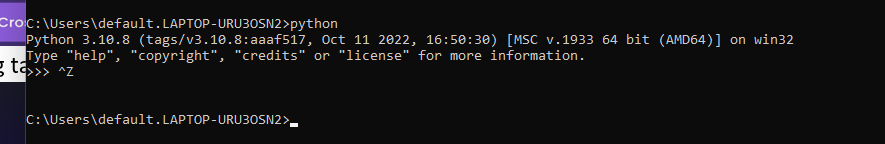 Cros
g ta
C:\Users\default.LAPTOP-URU3OSN2>python
Python 3.10.8 (tags/v3.10.8:aaaf517, Oct 11 2022, 16:50:30) [MSC v.1933 64 bit (AMD64)] on win32
Type "help", "copyright", "credits" or "license" for more information.
>>> ^Z
C:\Users\default.LAPTOP-URU3OSN2>